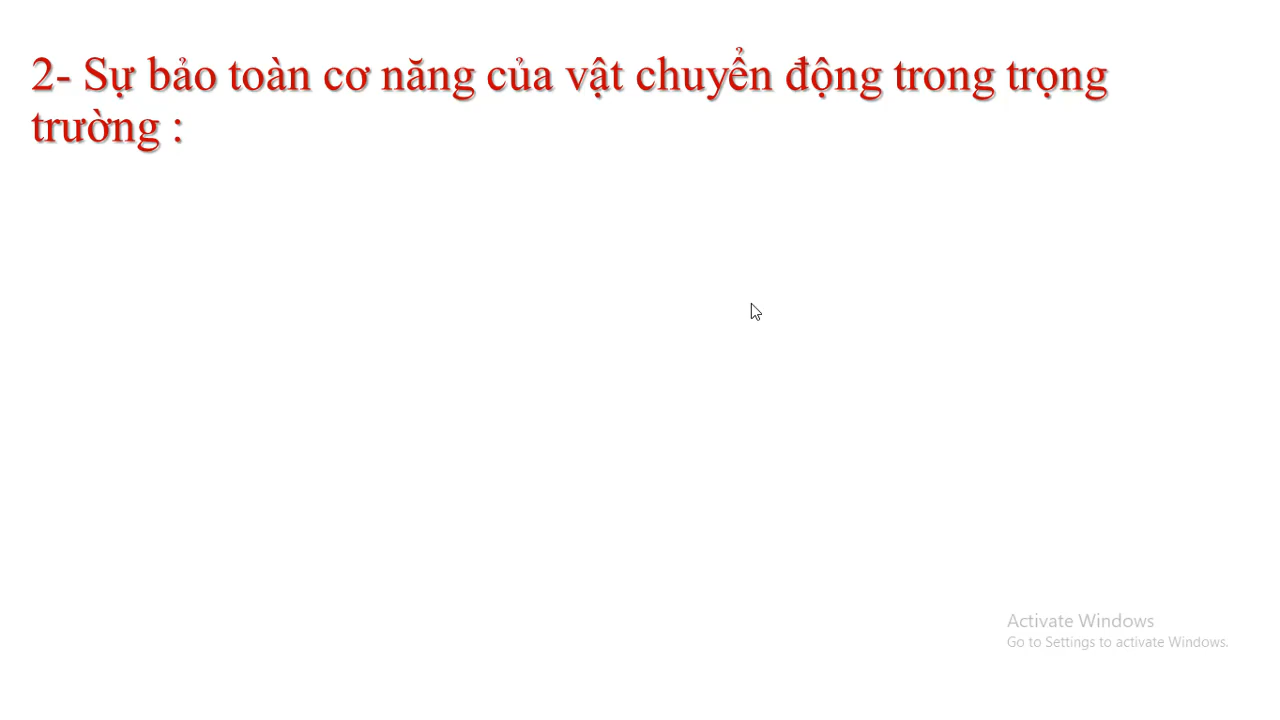 2- Sự bảo toàn cơ năng của vật chuyển động trong trọng
trường :
Activate Windows
Go to Settings to activate Windows.